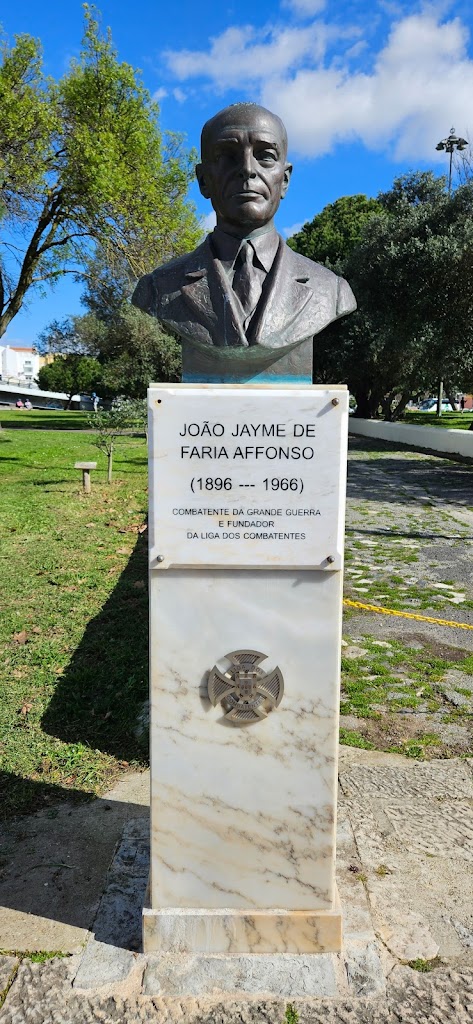 JOÃO JAYME DE
FARIA AFFONSO
(1896 --- 1966)
COMBATENTE DA GRANDE GUERRA
E FUNDADOR
DA LIGA DOS COMBATENTES